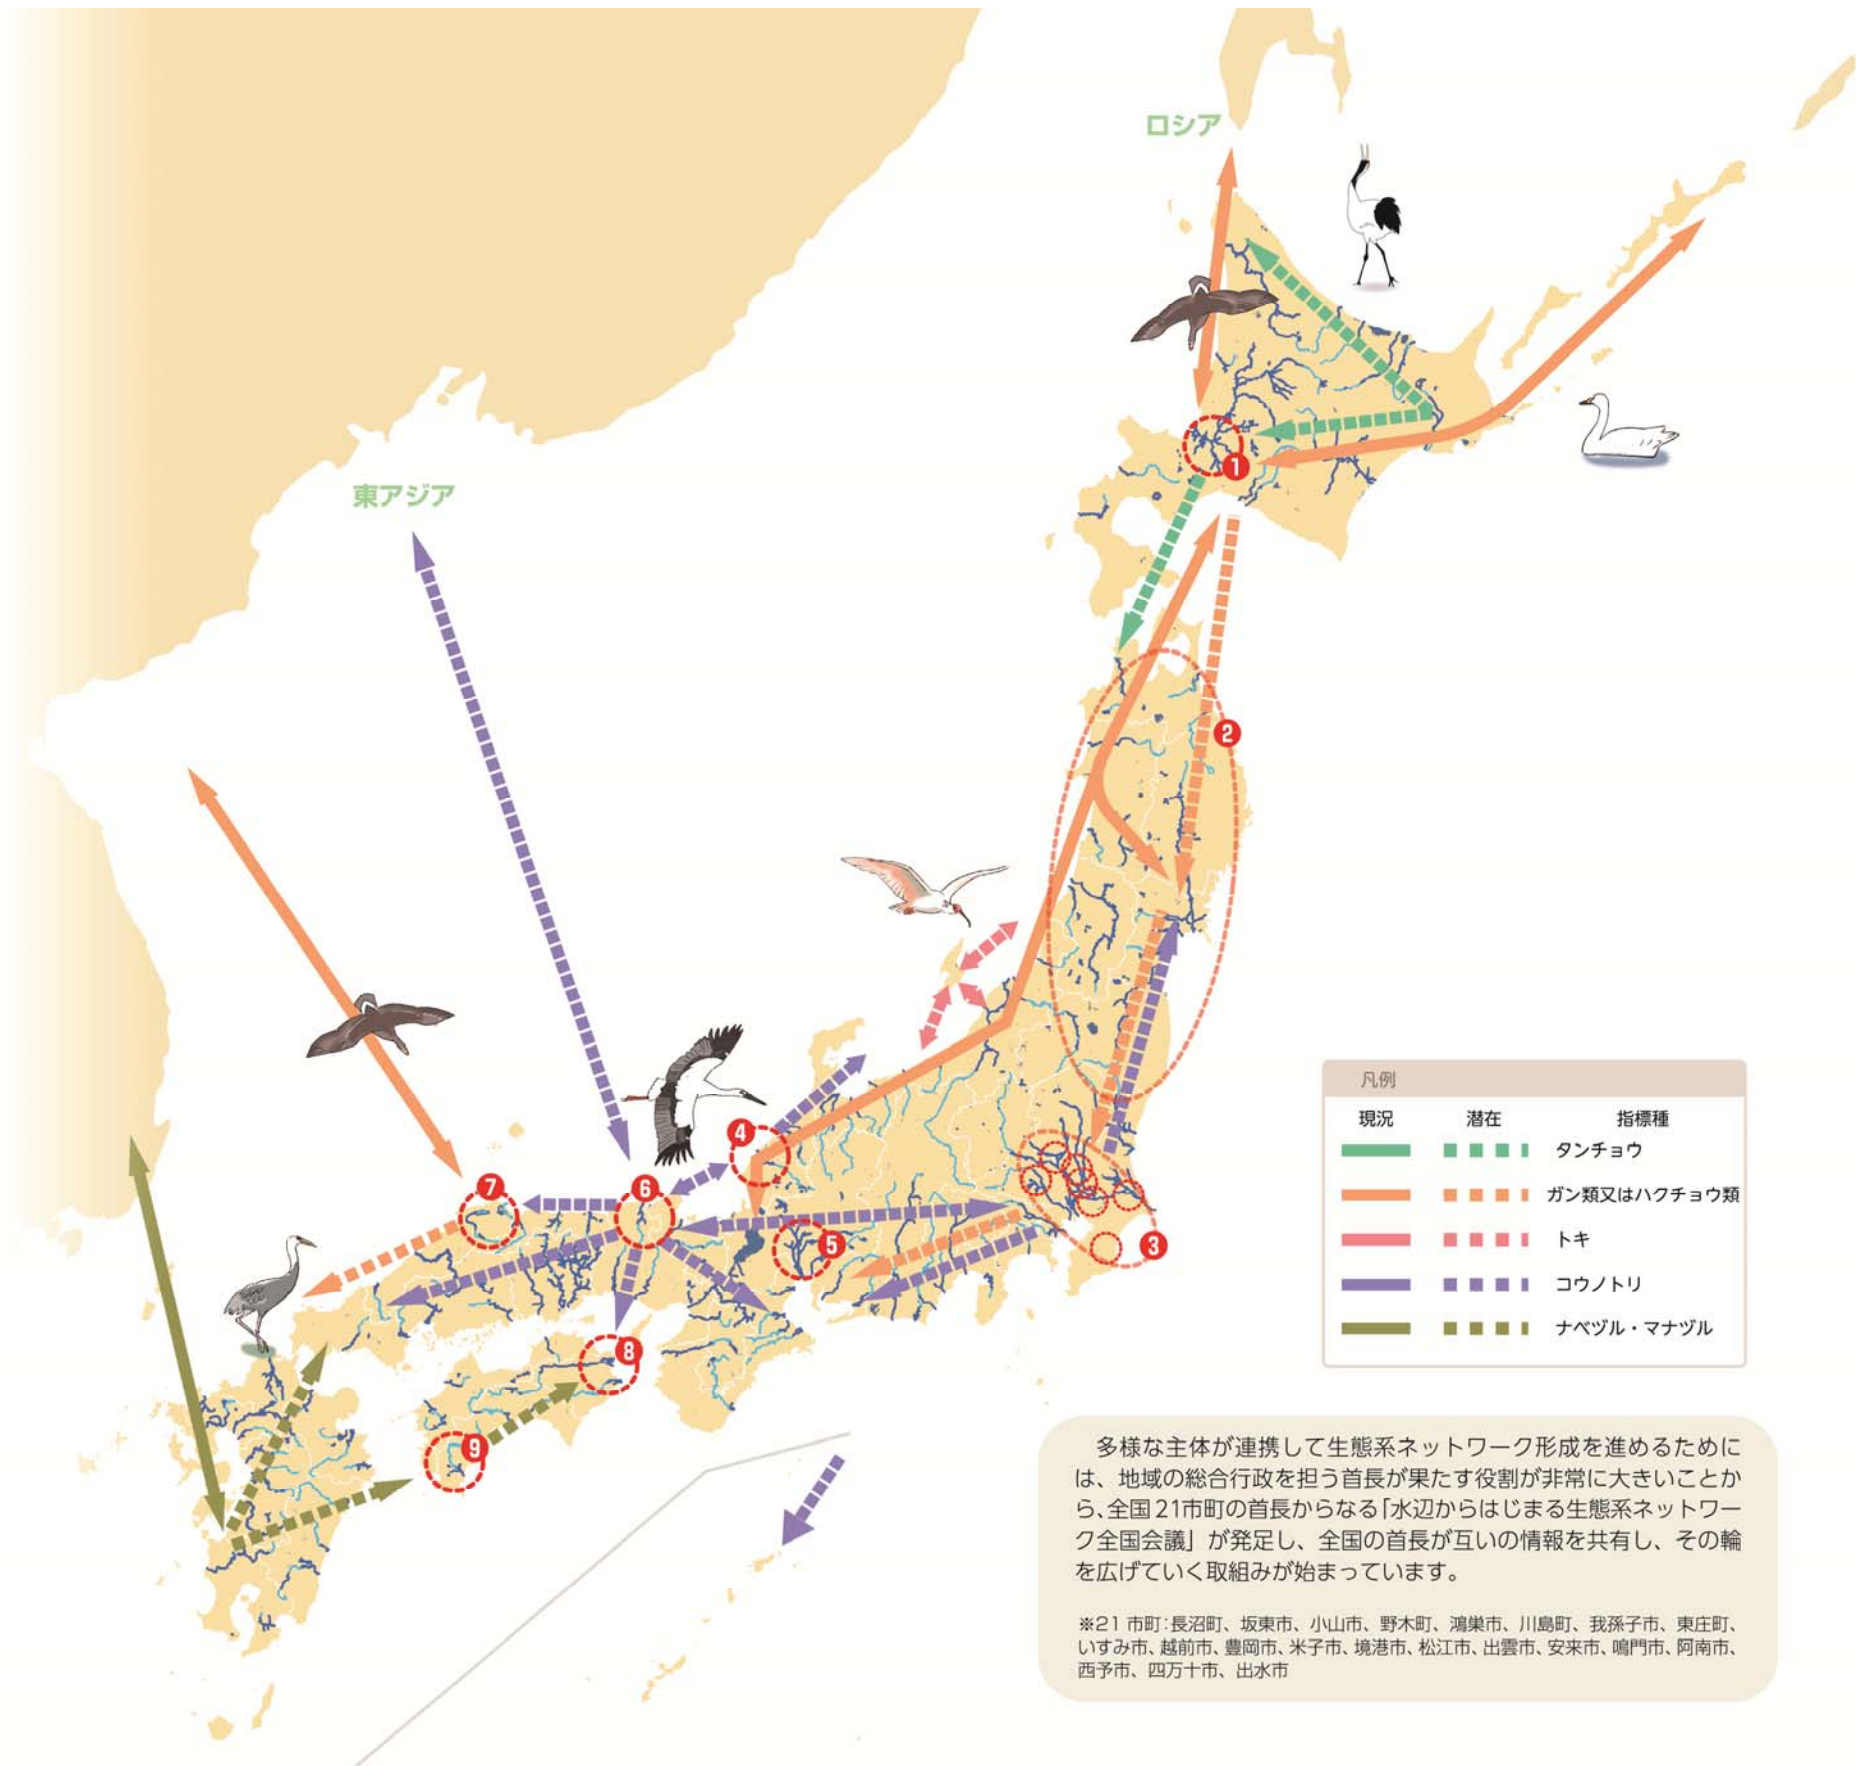 ロシア
東アジア
1
2
3
4
5
6
7
8
9
凡例
現況 潜在 指標種
タンチョウ
ガン類又はハクチョウ類
トキ
コウノトリ
ナベヅル・マナヅル
多様な主体が連携して生態系ネットワーク形成を進めるために
は、地域の総合行政を担う首長が果たす役割が非常に大きいことか
ら、全国21市町の首長からなる「水辺からはじまる生態系ネットワー
ク全国会議」が発足し、全国の首長が互いの情報を共有し、その輪
を広げていく取組みが始まっています。
※21市町:長沼町、坂東市、小山市、野木町、鴻巣市、川島町、我孫子市、東庄町、
いすみ市、越前市、豊岡市、米子市、境港市、松江市、出雲市、安来市、鳴門市、阿南市、
西予市、四万十市、出水市